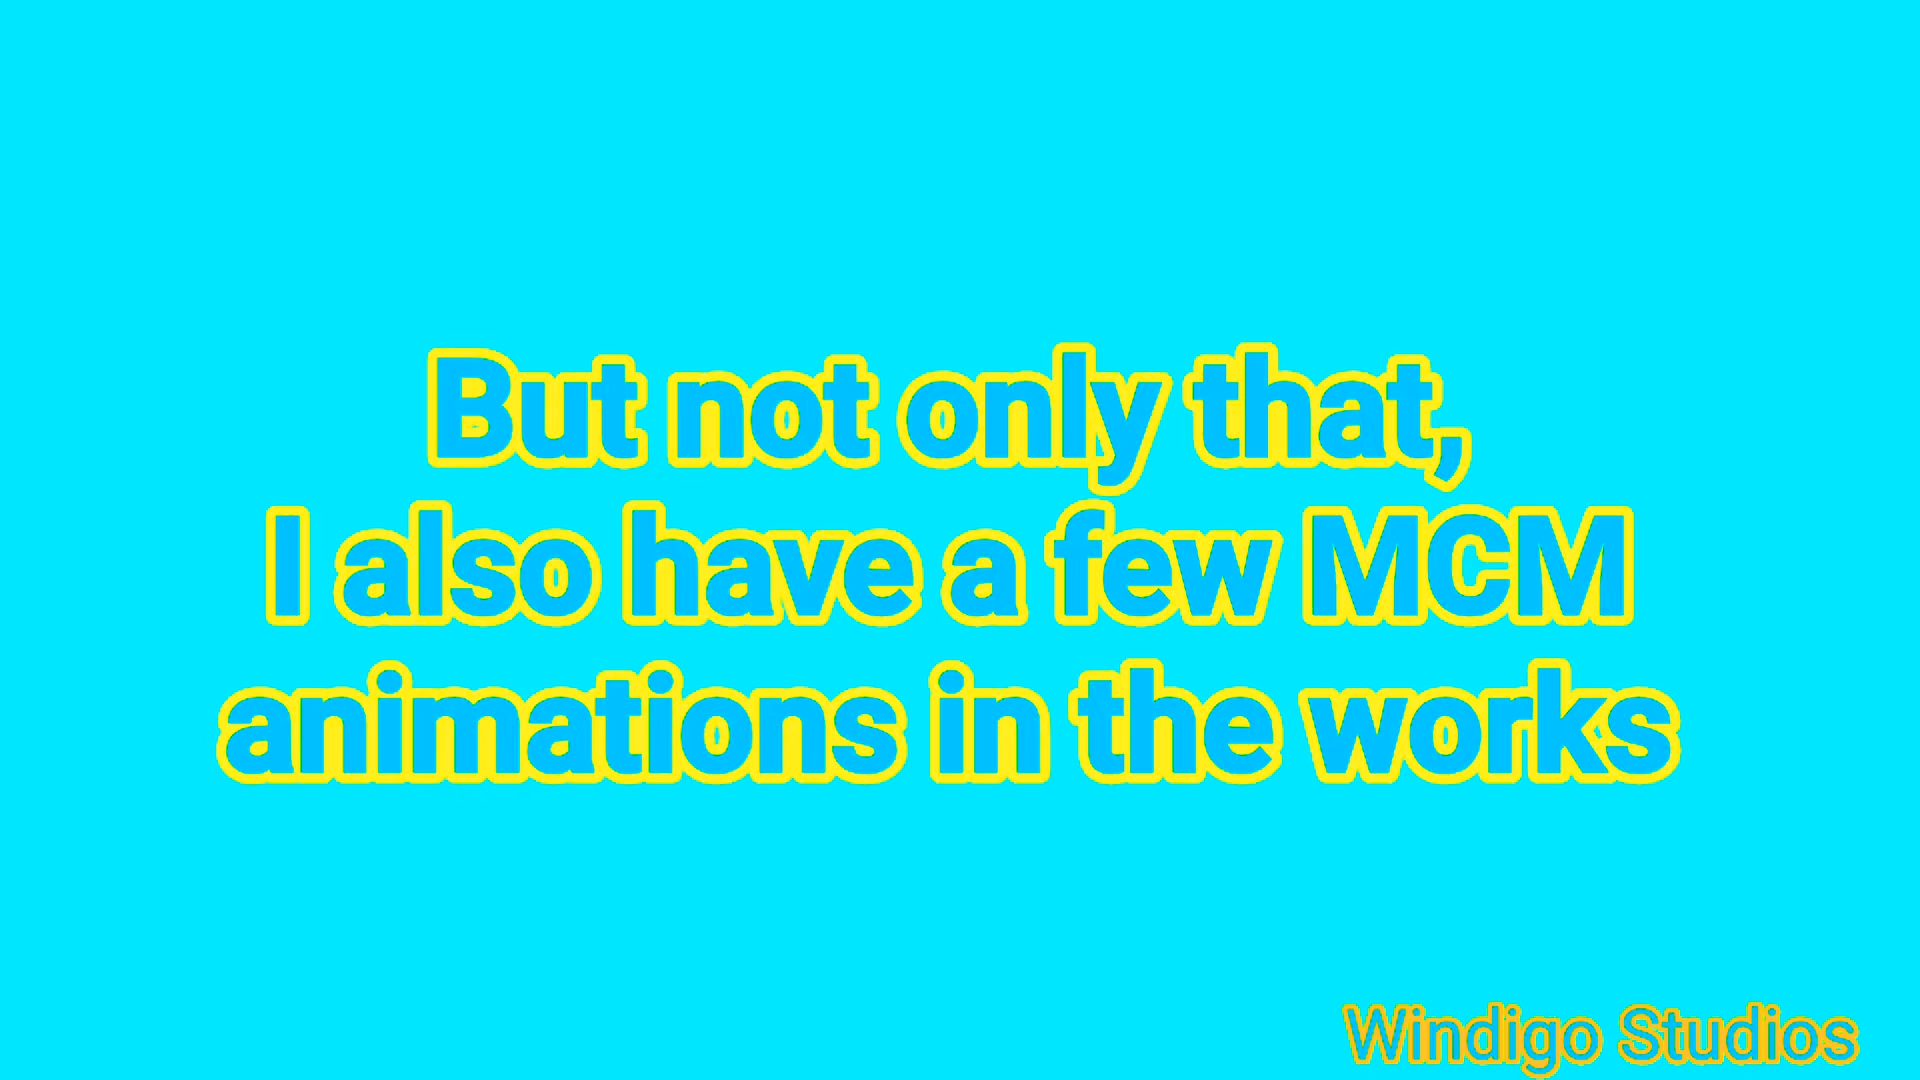 But not only that,
I also have a few MCM
animations in the works
Windigo Studios